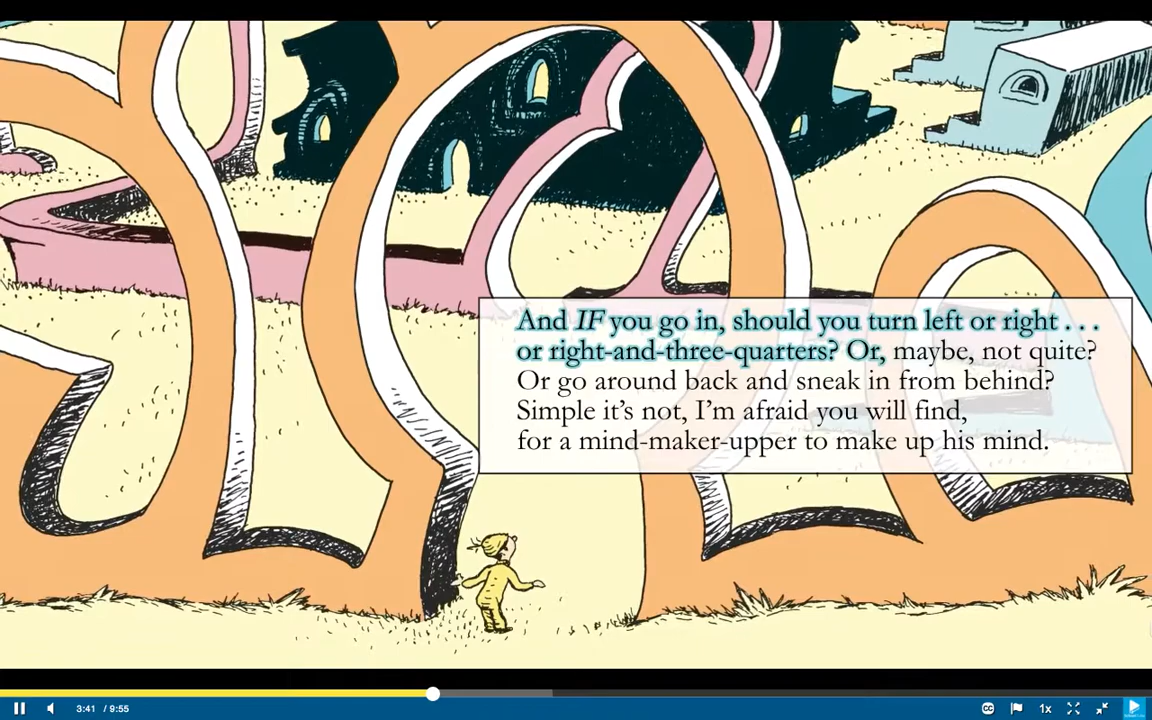 And IF you go in, should you turn left or right . . .
or right-and-three-quarters? Or, maybe, not quite?
Or go around back and sneak in from behind?
Simple it’s not, I’m afraid you will find,
for a mind-maker-upper to make up his mind.
3:41 / 9:55
CC
1x